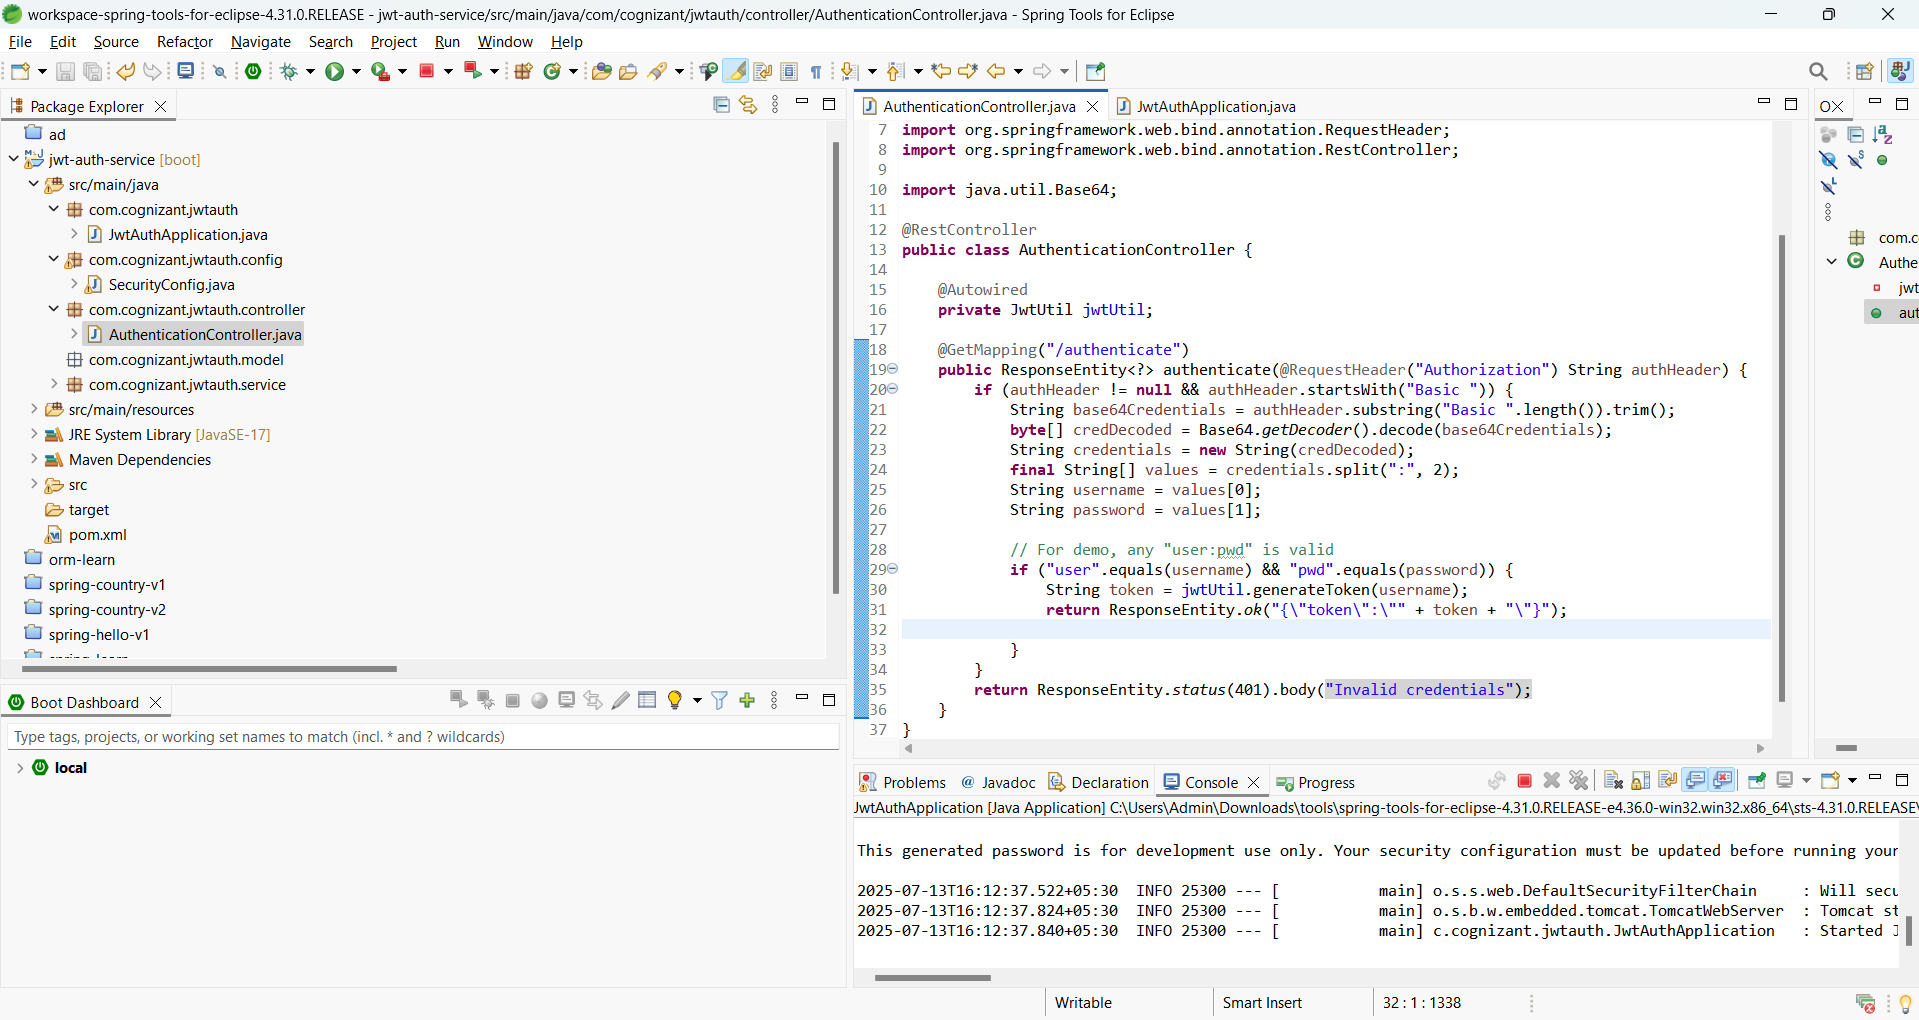 workspace-spring-tools-for-eclipse-4.31.0.RELEASE - jwt-auth-service/src/main/java/com/cognizant/jwtauth/controller/AuthenticationController.java - Spring Tools for Eclipse
File Edit Source Refactor Navigate Search Project Run Window Help
Package Explorer
ad
jwt-auth-service [boot]
src/main/java
com.cognizant.jwtauth
JwtAuthApplication.java
com.cognizant.jwtauth.config
SecurityConfig.java
com.cognizant.jwtauth.controller
AuthenticationController.java
com.cognizant.jwtauth.model
com.cognizant.jwtauth.service
src/main/resources
JRE System Library [JavaSE-17]
Maven Dependencies
src
target
pom.xml
orm-learn
spring-country-v1
spring-country-v2
spring-hello-v1
Boot Dashboard
Type tags, projects, or working set names to match (incl. * and ? wildcards)
local
AuthenticationController.java JwtAuthApplication.java
7 import org.springframework.web.bind.annotation.RequestHeader;
8 import org.springframework.web.bind.annotation.RestController;
9
10 import java.util.Base64;
11
12 @RestController
13 public class AuthenticationController {
14
15 @Autowired
16 private JwtUtil jwtUtil;
17
18 @GetMapping("/authenticate")
19 public ResponseEntity<?> authenticate(@RequestHeader("Authorization") String authHeader) {
20 if (authHeader != null && authHeader.startsWith("Basic ")) {
21 String base64Credentials = authHeader.substring("Basic ".length()).trim();
22 byte[] credDecoded = Base64.getDecoder().decode(base64Credentials);
23 String credentials = new String(credDecoded);
24 final String[] values = credentials.split(":", 2);
25 String username = values[0];
26 String password = values[1];
27
28 // For demo, any "user:pwd" is valid
29 if ("user".equals(username) && "pwd".equals(password)) {
30 String token = jwtUtil.generateToken(username);
31 return ResponseEntity.ok("{\"token\":\"" + token + "\"}");
32
33 }
34 }
35 return ResponseEntity.status(401).body("Invalid credentials");
36 }
37 }
com.c
Authe
jwt
aut
Problems Javadoc Declaration Console Progress
JwtAuthApplication [Java Application] C:\Users\Admin\Downloads\tools\spring-tools-for-eclipse-4.31.0.RELEASE-e4.36.0-win32.win32.x86_64\sts-4.31.0.RELEASE\
This generated password is for development use only. Your security configuration must be updated before running your
2025-07-13T16:12:37.522+05:30 INFO 25300 --- [ main] o.s.s.web.DefaultSecurityFilterChain : Will secu
2025-07-13T16:12:37.824+05:30 INFO 25300 --- [ main] o.s.b.w.embedded.tomcat.TomcatWebServer : Tomcat st
2025-07-13T16:12:37.840+05:30 INFO 25300 --- [ main] c.cognizant.jwtauth.JwtAuthApplication : Started J
Writable Smart Insert 32 : 1 : 1338